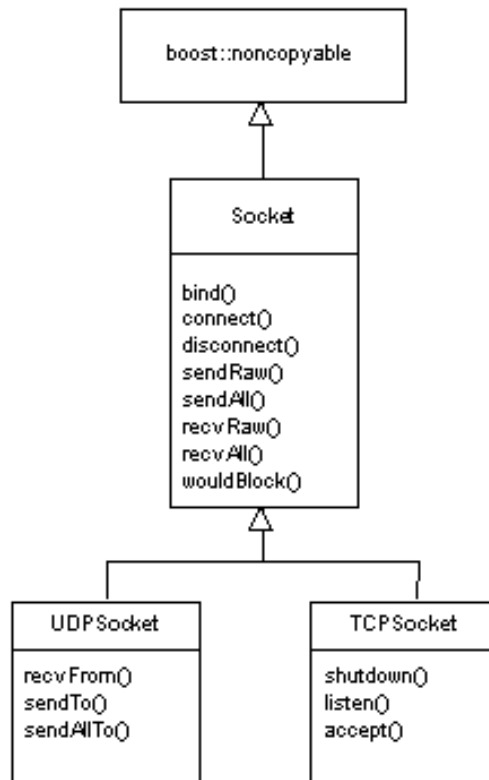 boost::noncopyable
Socket
bind()
connect()
disconnect()
sendRaw()
sendAll()
recvRaw()
recvAll()
wouldBlock()
UDPSocket
recvFrom()
sendTo()
sendAllTo()
TCPSocket
shutdown()
listen()
accept()